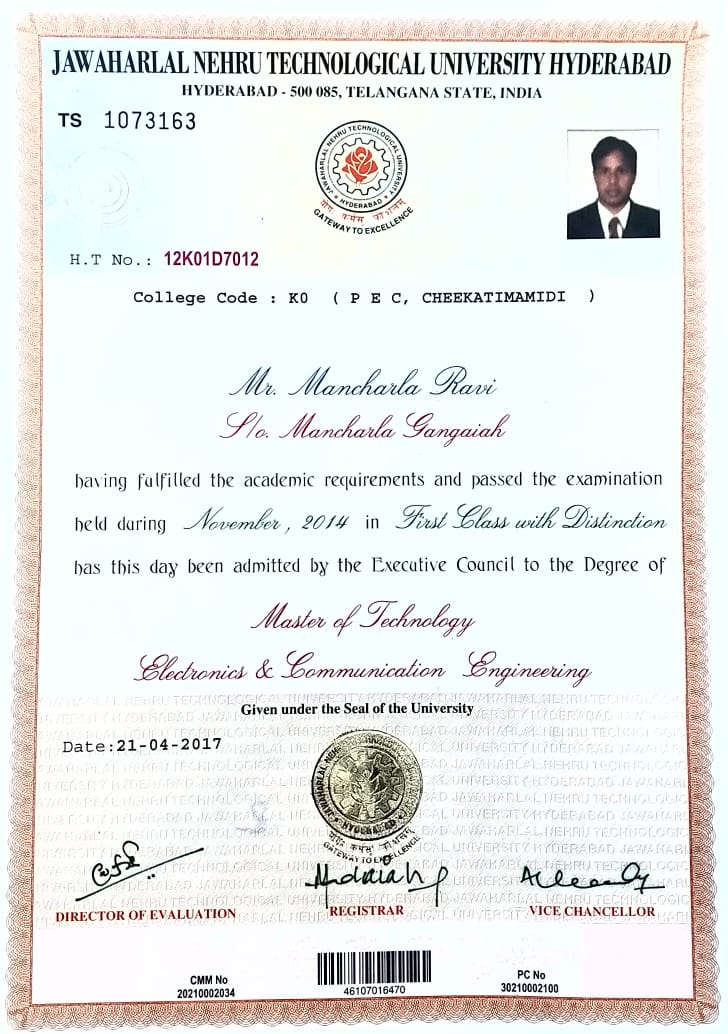 JAWAHARLAL NEHRU TECHNOLOGICAL UNIVERSITY HYDERABAD
HYDERABAD - 500 085, TELANGANA STATE, INDIA
TS 1073163
JAWAHARLAL NEHRU TECHNOLOGICAL UNIVERSITY
HYDERABAD
योगः कर्मसु कौशलम्
GATEWAY TO EXCELLENCE
H.T No.: 12K01D7012
College Code : K0 ( P E C, CHEEKATIMAMIDI )
Mr. Mancharla Ravi
S/o. Mancharla Gangaiah
having fulfilled the academic requirements and passed the examination
held during November, 2014 in First Class with Distinction
has this day been admitted by the Executive Council to the Degree of
Master of Technology
Electronics & Communication Engineering
Given under the Seal of the University
Date:21-04-2017
HYDERABAD
GATEWAY TO EXCELLENCE
DIRECTOR OF EVALUATION
REGISTRAR
VICE CHANCELLOR
CMM No
20210002034
46107016470
PC No
30210002100